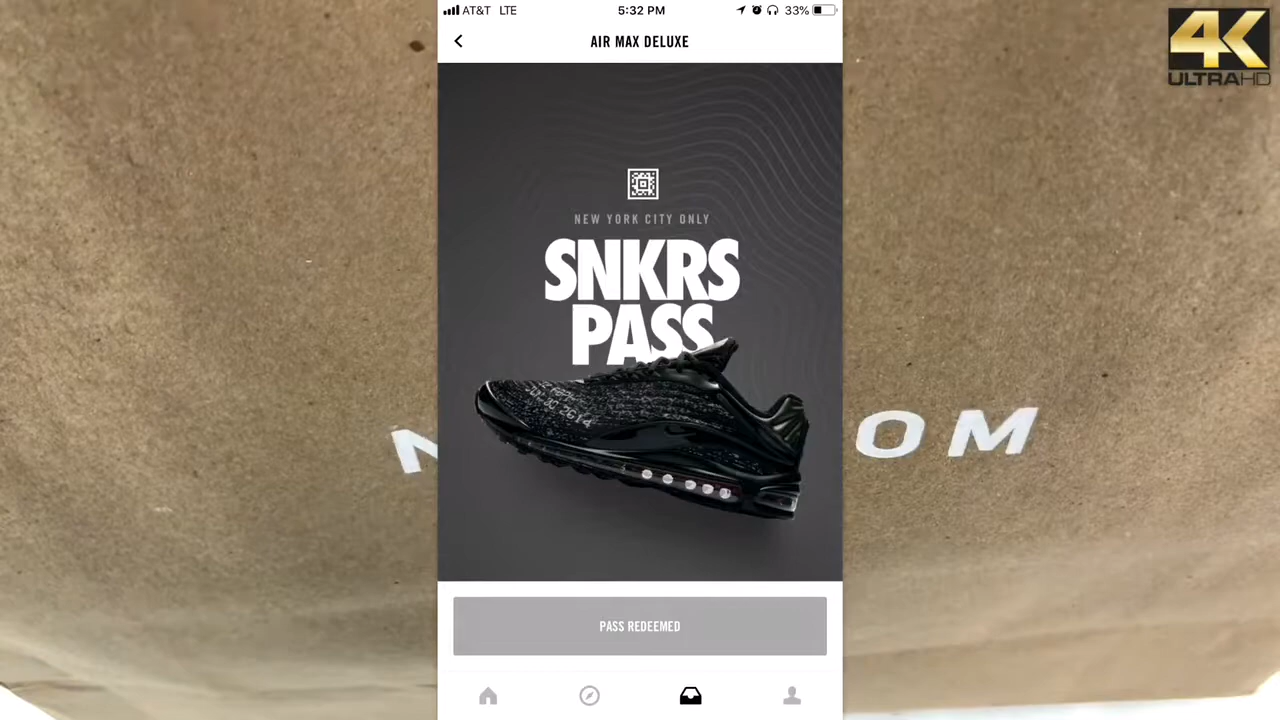 AT&T LTE 5:32 PM 33%
AIR MAX DELUXE
4K
ULTRAHD
NEW YORK CITY ONLY
SNKRS
PASS
N OM
PASS REDEEMED